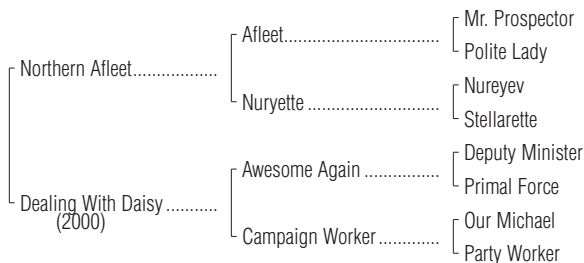 Mr. Prospector
Afleet
Polite Lady
Northern Afleet
Nureyev
Nuryette
Stellarette
Deputy Minister
Awesome Again
Primal Force
Dealing With Daisy
(2000)
Our Michael
Campaign Worker
Party Worker